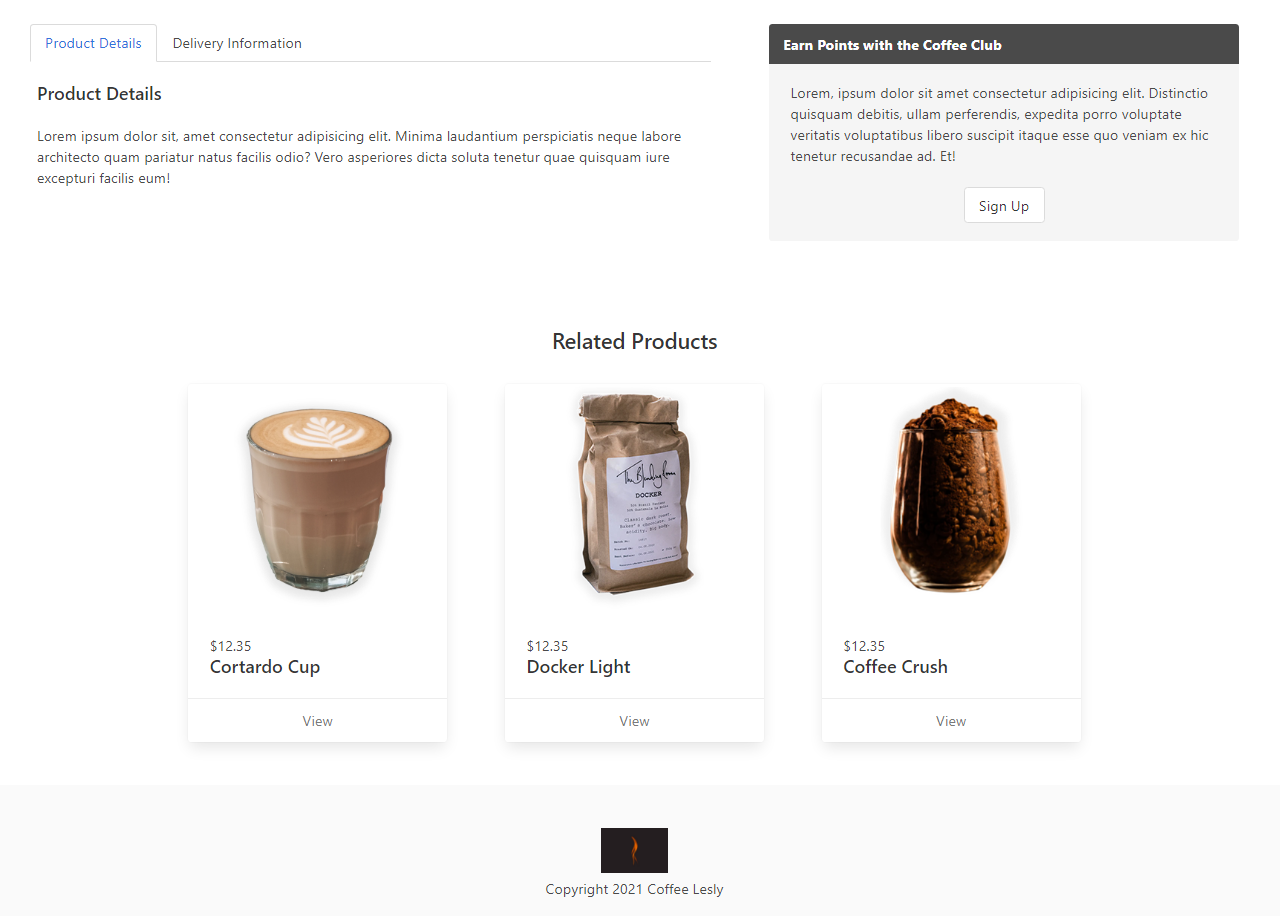 Product Details
Delivery Information
Product Details
Lorem ipsum dolor sit, amet consectetur adipisicing elit. Minima laudantium perspiciatis neque labore
architecto quam pariatur natus facilis odio? Vero asperiores dicta soluta tenetur quae quisquam iure
excepturi facilis eum!
Earn Points with the Coffee Club
Lorem, ipsum dolor sit amet consectetur adipisicing elit. Distinctio
quisquam debitis, ullam perferendis, expedita porro voluptate
veritatis voluptatibus libero suscipit itaque esse quo veniam ex hic
tenetur recusandae ad. Et!
Sign Up
Related Products
The Blending Room
DOCKER
$12.35
Cortardo Cup
View
$12.35
Docker Light
View
$12.35
Coffee Crush
View
Copyright 2021 Coffee Lesly